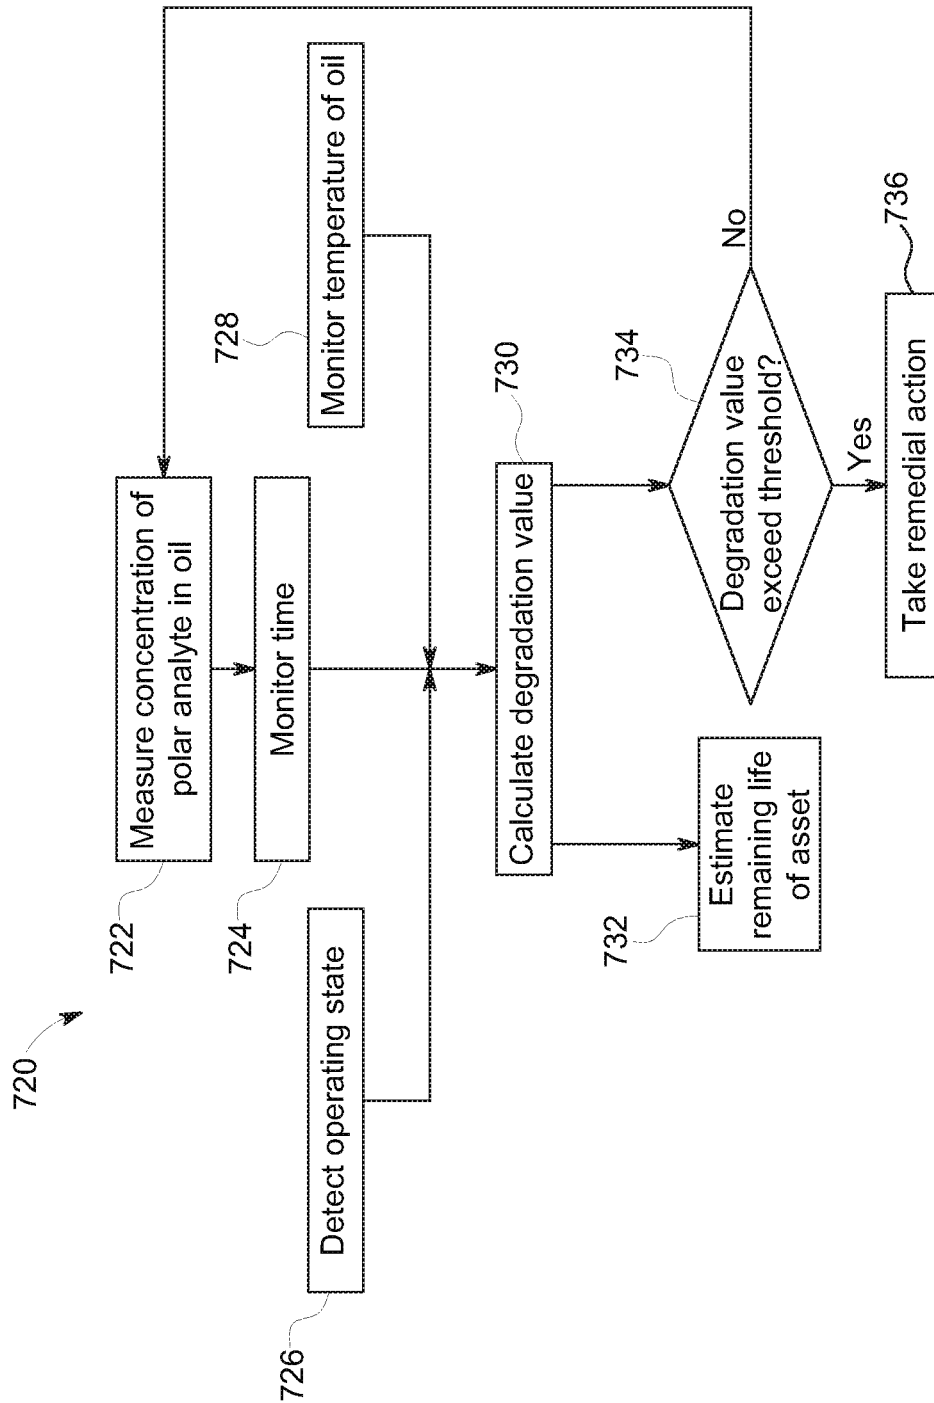 720
722
Measure concentration of
polar analyte in oil
724
Monitor time
726
Detect operating state
728
Monitor temperature of oil
730
Calculate degradation value
732
Estimate
remaining life
of asset
734
Degradation value
exceed threshold?
No
Yes
736
Take remedial action